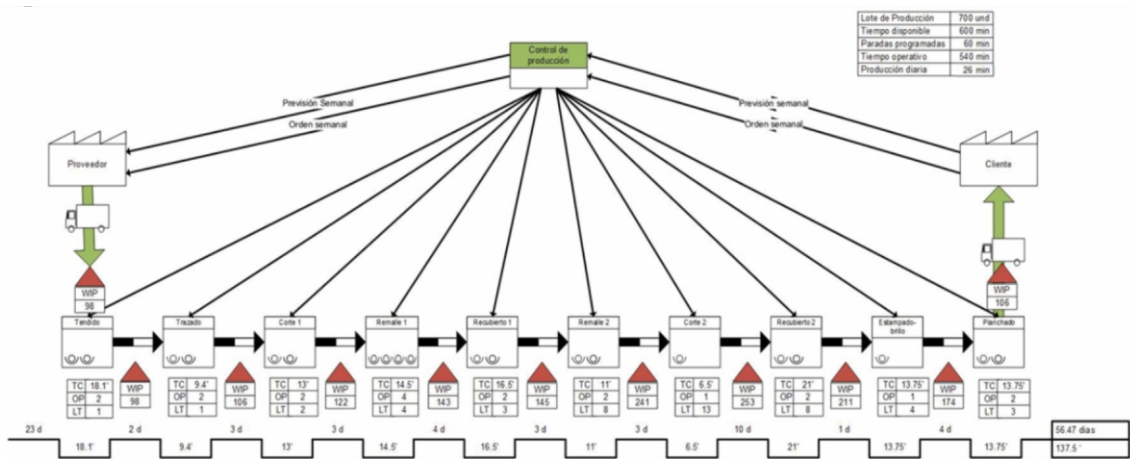 Lote de Producción 700 und
Tiempo disponible 600 min
Paradas programadas 60 min
Tiempo operativo 540 min
Producción diaria 26 min
Control de
producción
Previsión Semanal
Orden semanal
Previsión semanal
Orden semanal
Proveedor
Cliente
WIP
98
WIP
106
Tendido
Trazado
Corte 1
Remalle 1
Recubierto 1
Remalle 2
Corte 2
Recubierto 2
Estampado-
brillo
Planchado
TC 18.1'
OP 2
LT 1
WIP
98
TC 9.4'
OP 2
LT 1
WIP
106
TC 13'
OP 2
LT 2
WIP
122
TC 14.5'
OP 4
LT 4
WIP
143
TC 16.5'
OP 2
LT 3
WIP
145
TC 11'
OP 2
LT 8
WIP
241
TC 6.5'
OP 1
LT 13
WIP
253
TC 21'
OP 2
LT 8
WIP
211
TC 13.75'
OP 1
LT 4
WIP
174
TC 13.75'
OP 2
LT 3
23 d 2 d 3 d 3 d 4 d 3 d 3 d 10 d 1 d 4 d 56.47 días
18.1' 9.4' 13' 14.5' 16.5' 11' 6.5' 21' 13.75' 13.75' 137.5 '